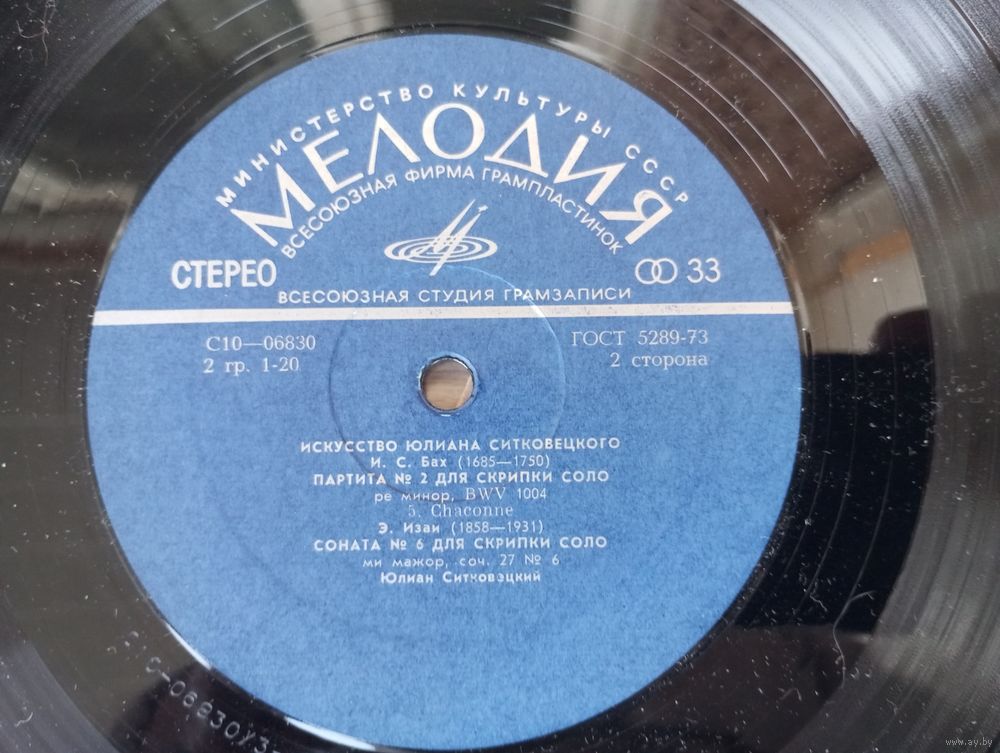 МИНИСТЕРСТВО КУЛЬТУРЫ СССР
МЕЛОДИЯ
ВСЕСОЮЗНАЯ ФИРМА ГРАМПЛАСТИНОК
СТЕРЕО
33
ВСЕСОЮЗНАЯ СТУДИЯ ГРАМЗАПИСИ
С10—06830
ГОСТ 5289-73
2 гр. 1-20
2 сторона
ИСКУССТВО ЮЛИАНА СИТКОВЕЦКОГО
И. С. Бах (1685—1750)
ПАРТИТА № 2 ДЛЯ СКРИПКИ СОЛО
ре минор, BWV 1004
5. Chaconne
Э. Изаи (1858—1931)
СОНАТА № 6 ДЛЯ СКРИПКИ СОЛО
ми мажор, соч. 27 № 6
Юлиан Ситковецкий
www.ay.by